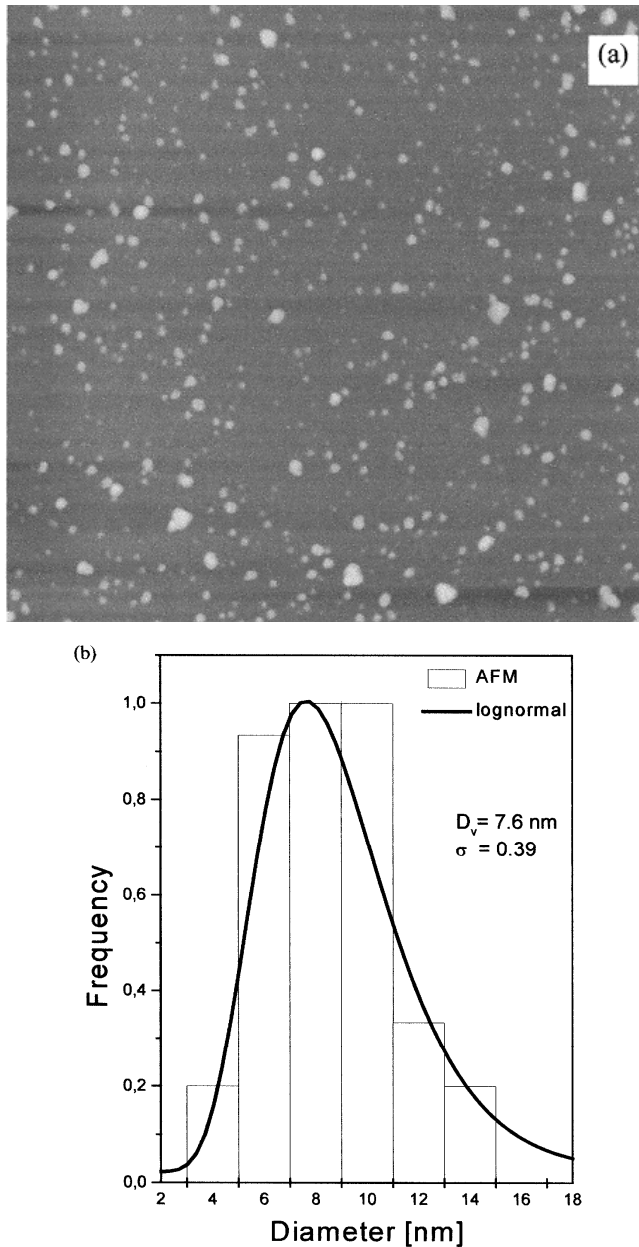 (a)
(b)
AFM
lognormal
Dv= 7.6 nm
σ = 0.39
1,0
0,8
0,6
0,4
0,2
0,0
Frequency
2 4 6 8 10 12 14 16 18
Diameter [nm]